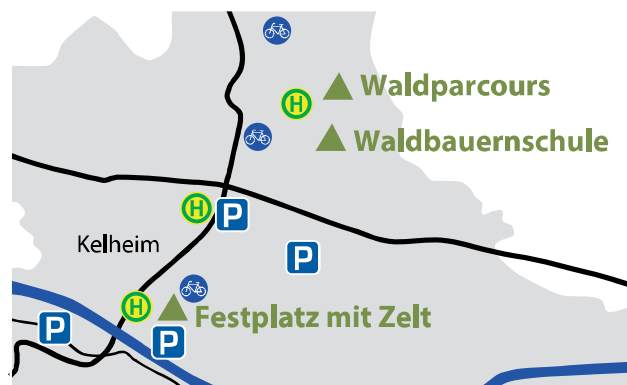 Waldparcours
H
Waldbauernschule
H
P
Kelheim
P
H
Festplatz mit Zelt
P
P